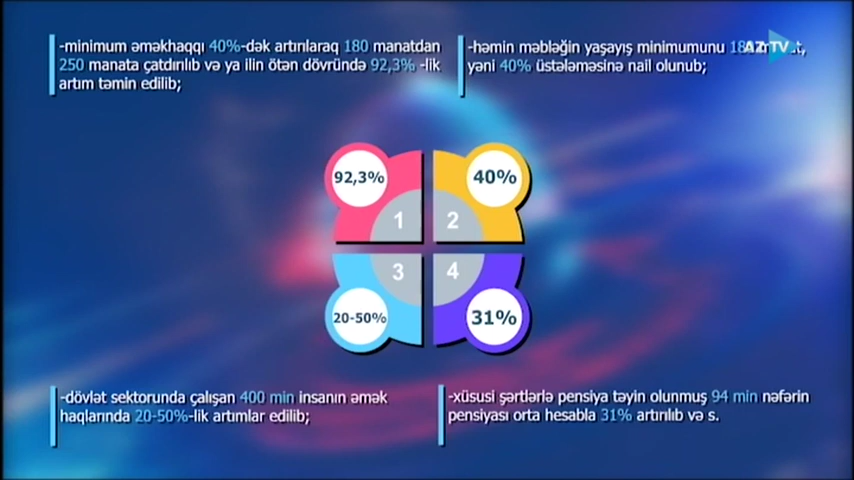 -minimum əməkhaqqı 40%-dək artırılaraq 180 manatdan
250 manata çatdırılıb və ya ilin ötən dövründə 92,3% -lik
artım təmin edilib;
-həmin məbləğin yaşayış minimumunu
yəni 40% üstələməsinə nail olunub;
AZTV
92,3%
40%
1
2
3
4
20-50%
31%
-dövlət sektorunda çalışan 400 min insanın əmək
haqlarında 20-50%-lik artımlar edilib;
-xüsusi şərtlərlə pensiya təyin olunmuş 94 min nəfərin
pensiyası orta hesabla 31% artırılıb və s.